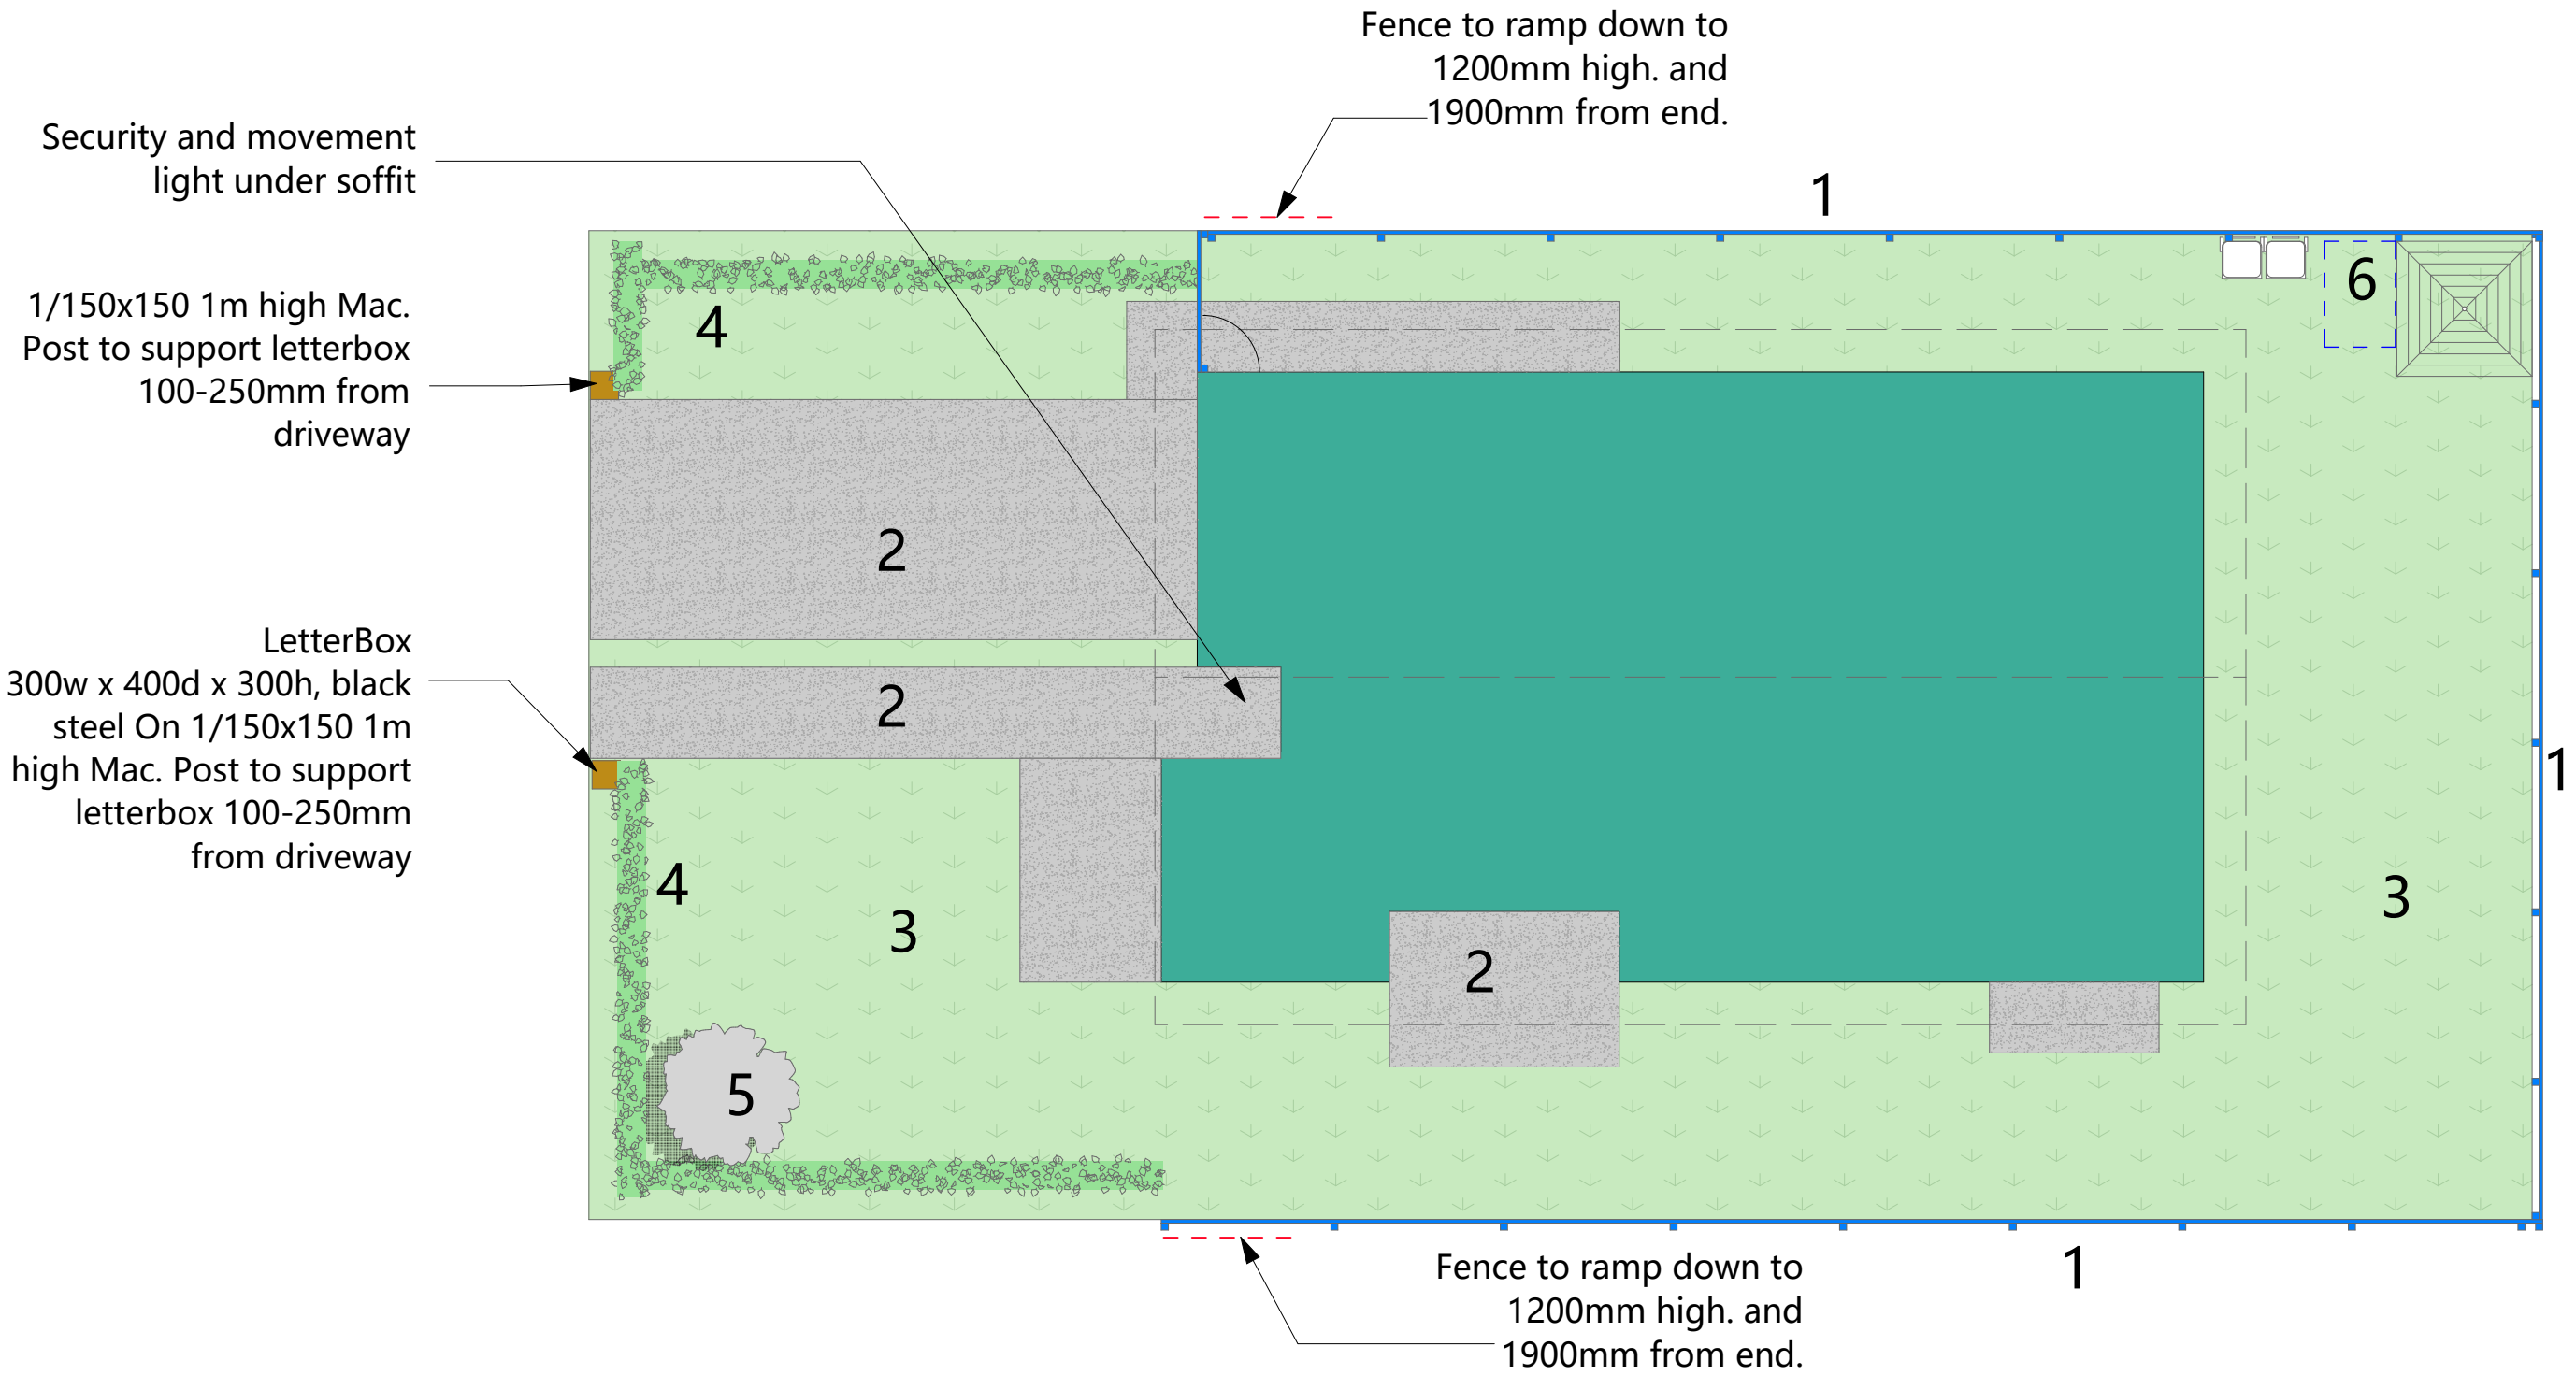 Fence to ramp down to
1200mm high. and
1900mm from end.
Security and movement
light under soffit
1
1/150x150 1m high Mac.
Post to support letterbox
100-250mm from
driveway
4
6
2
LetterBox
300w x 400d x 300h, black
steel On 1/150x150 1m
high Mac. Post to support
letterbox 100-250mm
from driveway
2
1
4
3
3
2
5
Fence to ramp down to
1200mm high. and
1900mm from end.
1